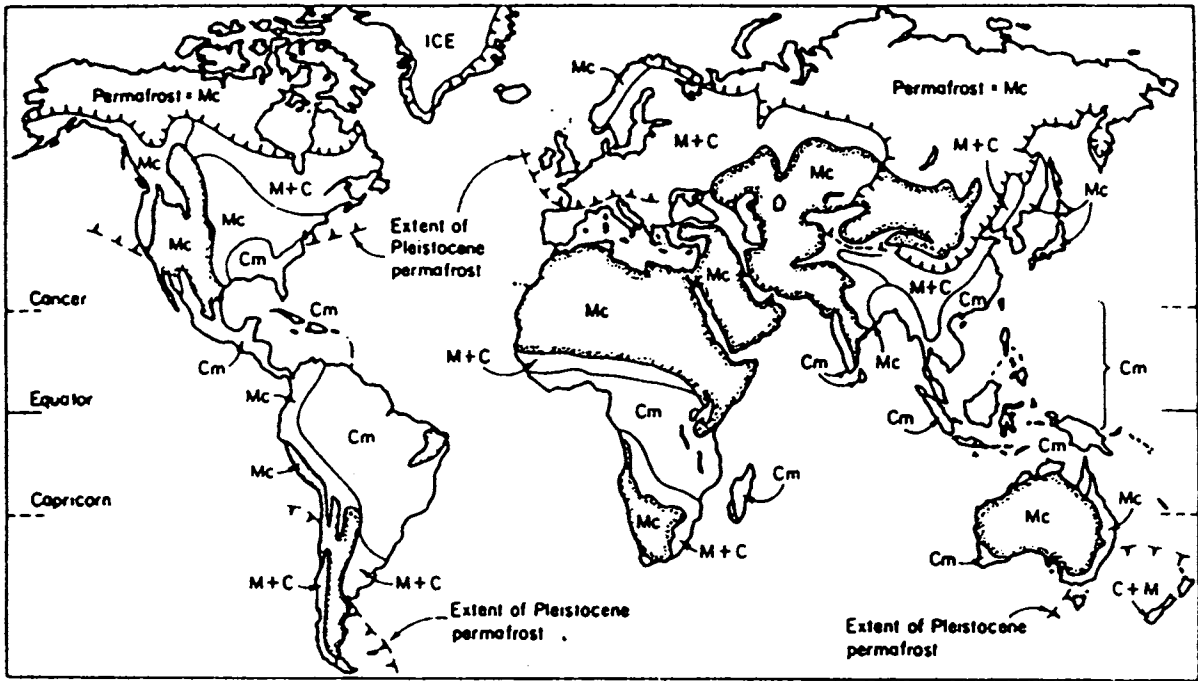 ICE
Mc
Permafrost = Mc
Permafrost = Mc
M + C
M + C
Mc
Mc
Mc
M + C
Mc
Mc
Extent of
Pleistocene
permafrost
Mc
Cm
Mc
M + C
Cm
Cancer
Cm
Mc
Cm
M + C
Cm
Mc
Cm
Mc
Equator
Cm
Cm
Cm
Cm
Mc
Cm
Capricorn
Mc
Mc
Mc
M + C
Cm
M + C
M + C
C + M
Extent of Pleistocene
permafrost
Extent of Pleistocene
permafrost